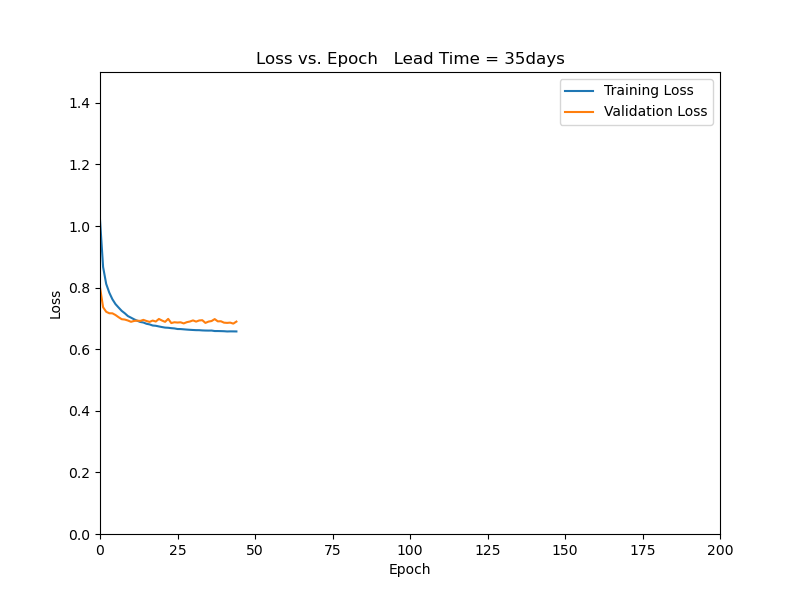 Loss vs. Epoch   Lead Time = 35days
Training Loss
Validation Loss
1.4
1.2
1.0
0.8
0.6
0.4
0.2
0.0
Loss
0 25 50 75 100 125 150 175 200
Epoch